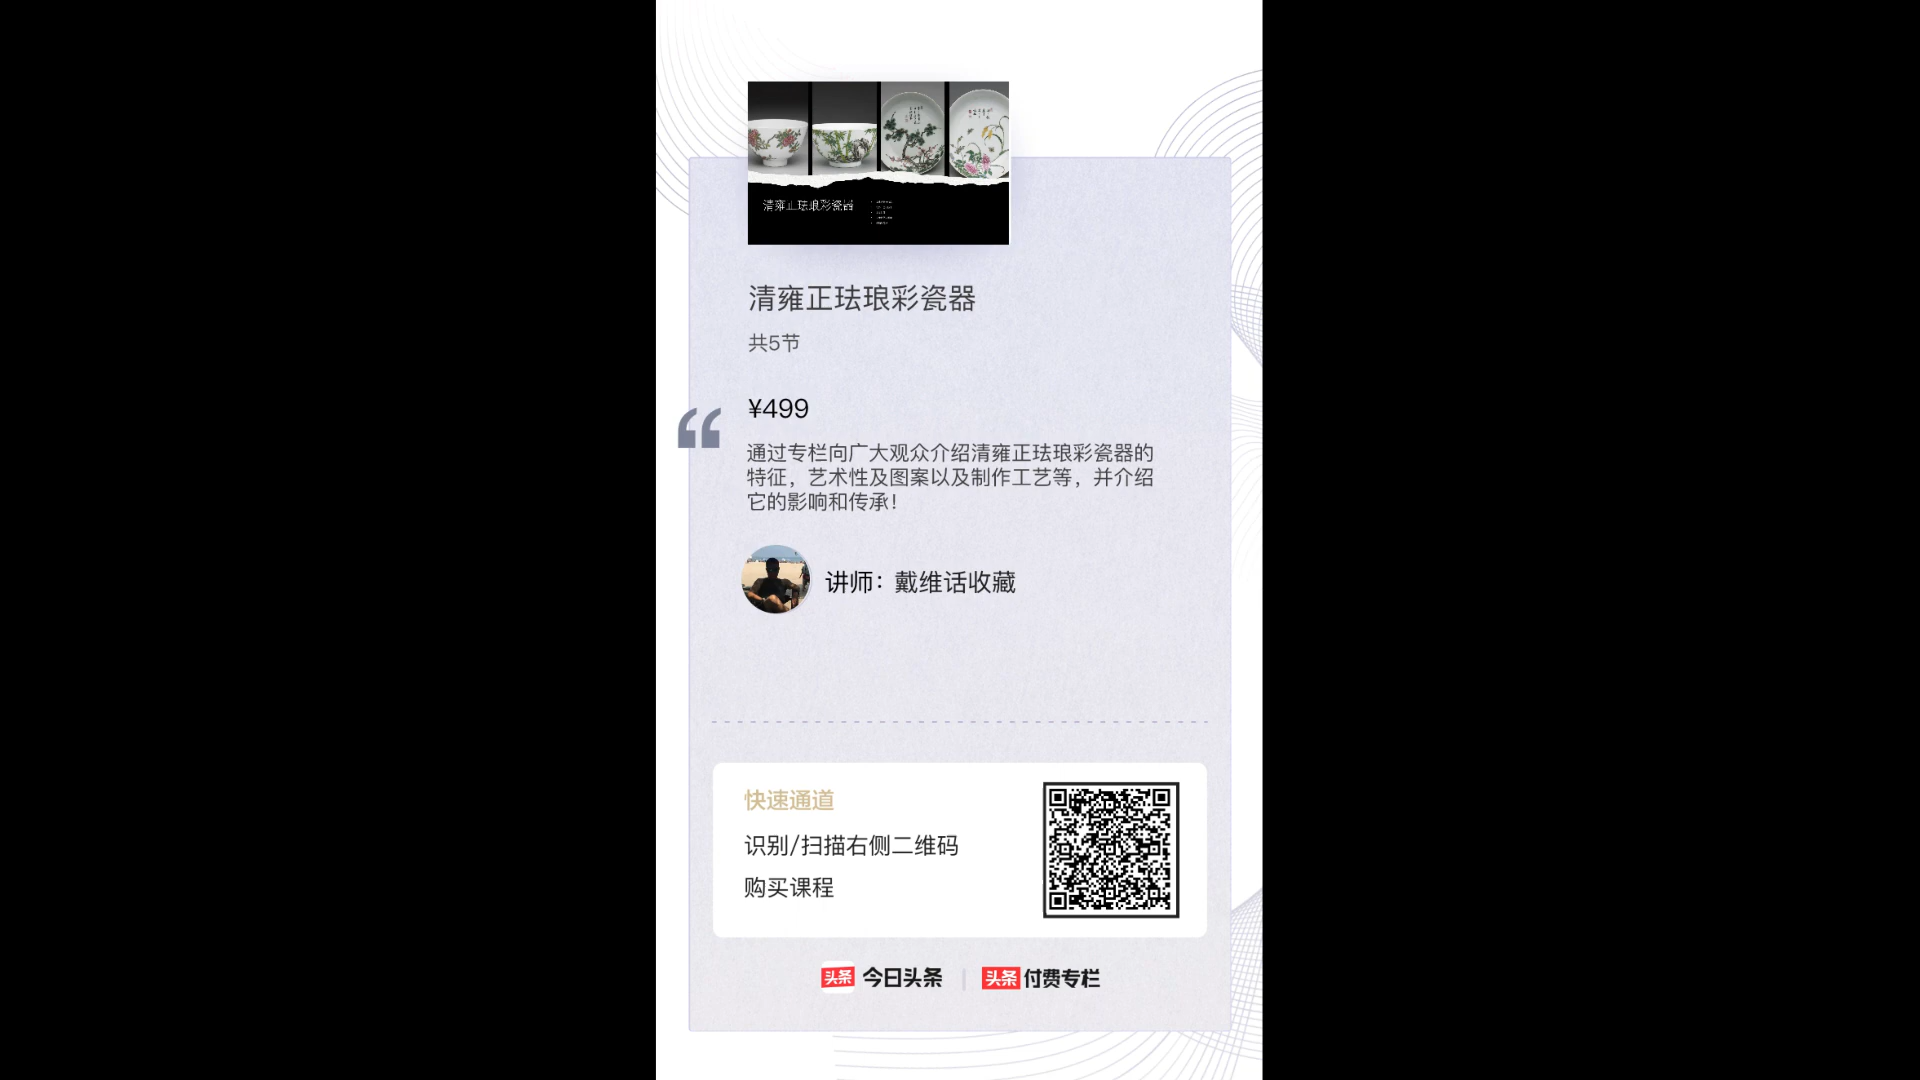 清雍正珐琅彩瓷器
清雍正珐琅彩瓷器
共5节
¥499
通过专栏向广大观众介绍清雍正珐琅彩瓷器的
特征，艺术性及图案以及制作工艺等，并介绍
它的影响和传承！
讲师：戴维话收藏
快速通道
识别/扫描右侧二维码
购买课程
头条 今日头条 | 头条 付费专栏